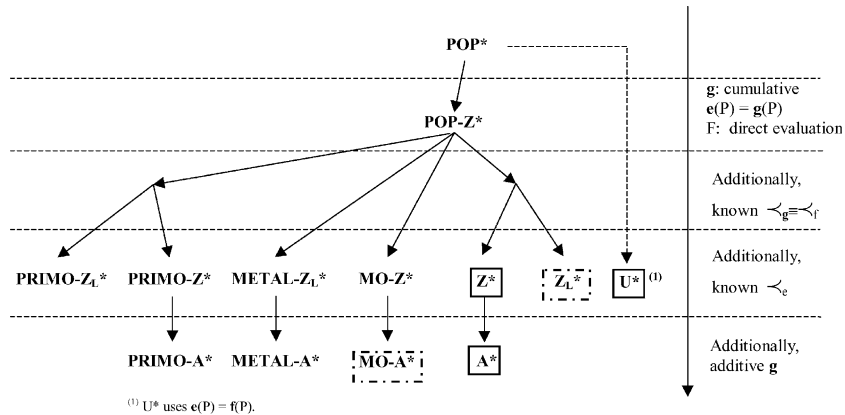 POP*
g: cumulative
e(P) = g(P)
F: direct evaluation
POP-Z*
Additionally,
known ≺g≡≺f
PRIMO-ZL* PRIMO-Z* METAL-ZL* MO-Z* Z* ZL* U* (1)
Additionally,
known ≺e
PRIMO-A* METAL-A* MO-A* A*
Additionally,
additive g
(1) U* uses e(P) = f(P).